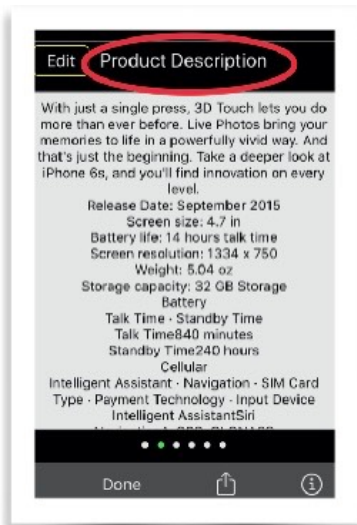 Edit Product Description
With just a single press, 3D Touch lets you do
more than ever before. Live Photos bring your
memories to life in a powerfully vivid way. And
that's just the beginning. Take a deeper look at
iPhone 6s, and you'll find innovation on every
level.
Release Date: September 2015
Screen size: 4.7 in
Battery life: 14 hours talk time
Screen resolution: 1334 x 750
Weight: 5.04 oz
Storage capacity: 32 GB Storage
Battery
Talk Time · Standby Time
Talk Time840 minutes
Standby Time240 hours
Cellular
Intelligent Assistant · Navigation · SIM Card
Type · Payment Technology · Input Device
Intelligent AssistantSiri
Done